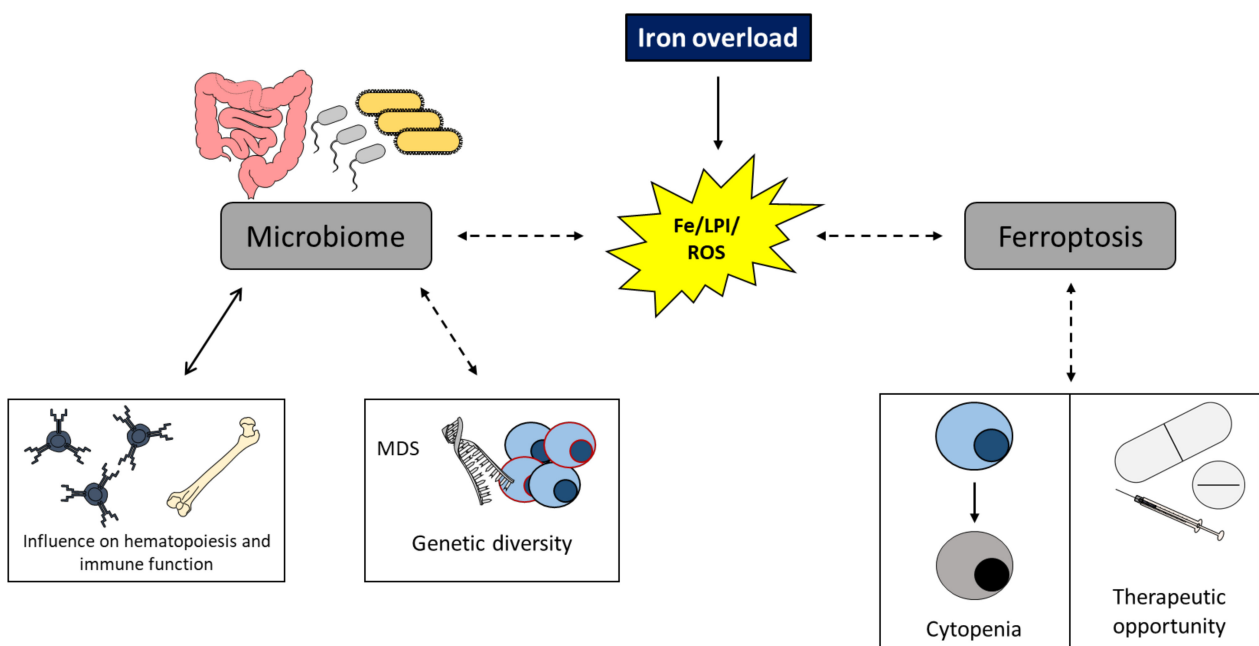 Iron overload
Microbiome
Fe/LPI/
ROS
Ferroptosis
Influence on hematopoiesis and
immune function
MDS
Genetic diversity
Cytopenia
Therapeutic
opportunity